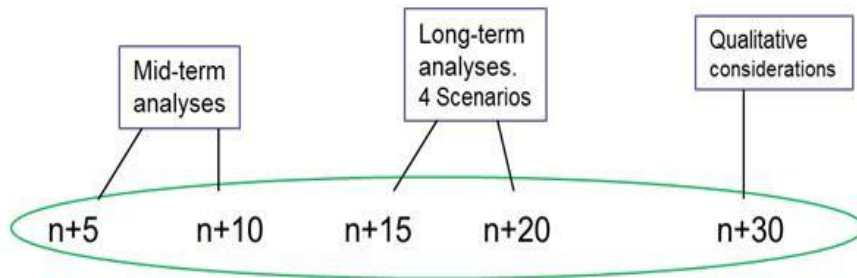 Mid-term
analyses
Long-term
analyses.
4 Scenarios
Qualitative
considerations
n+5
n+10
n+15
n+20
n+30